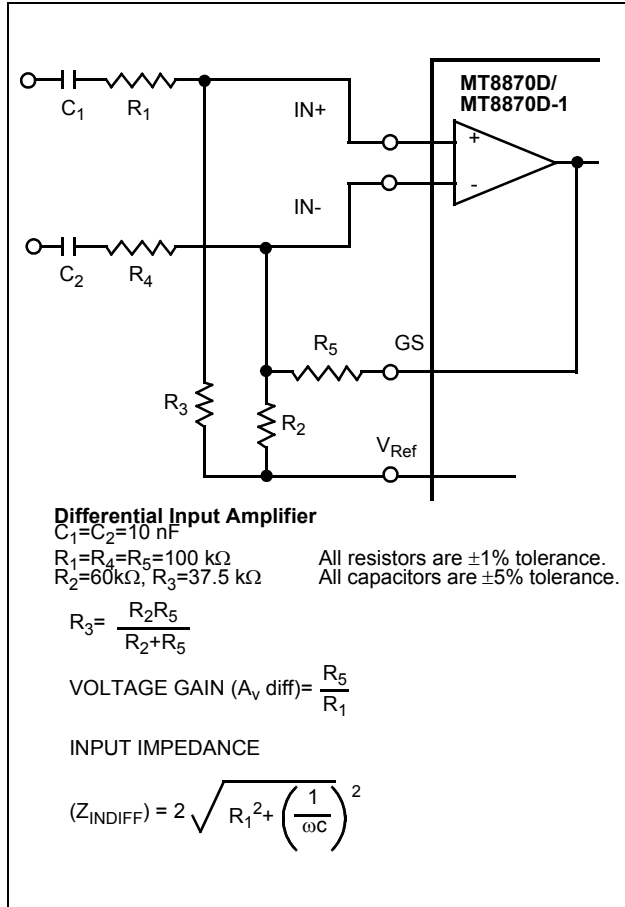 MT8870D/
MT8870D-1
C1
R1
IN+
+
IN-
-
C2
R4
R5
GS
R3
R2
VRef
Differential Input Amplifier
C1=C2=10 nF
R1=R4=R5=100 kΩ All resistors are ±1% tolerance.
R2=60kΩ, R3=37.5 kΩ All capacitors are ±5% tolerance.
R3= R2R5
R2+R5
VOLTAGE GAIN (Av diff)= R5
R1
INPUT IMPEDANCE
(ZINDIFF) = 2 √ R1²+ (1
ωc)²